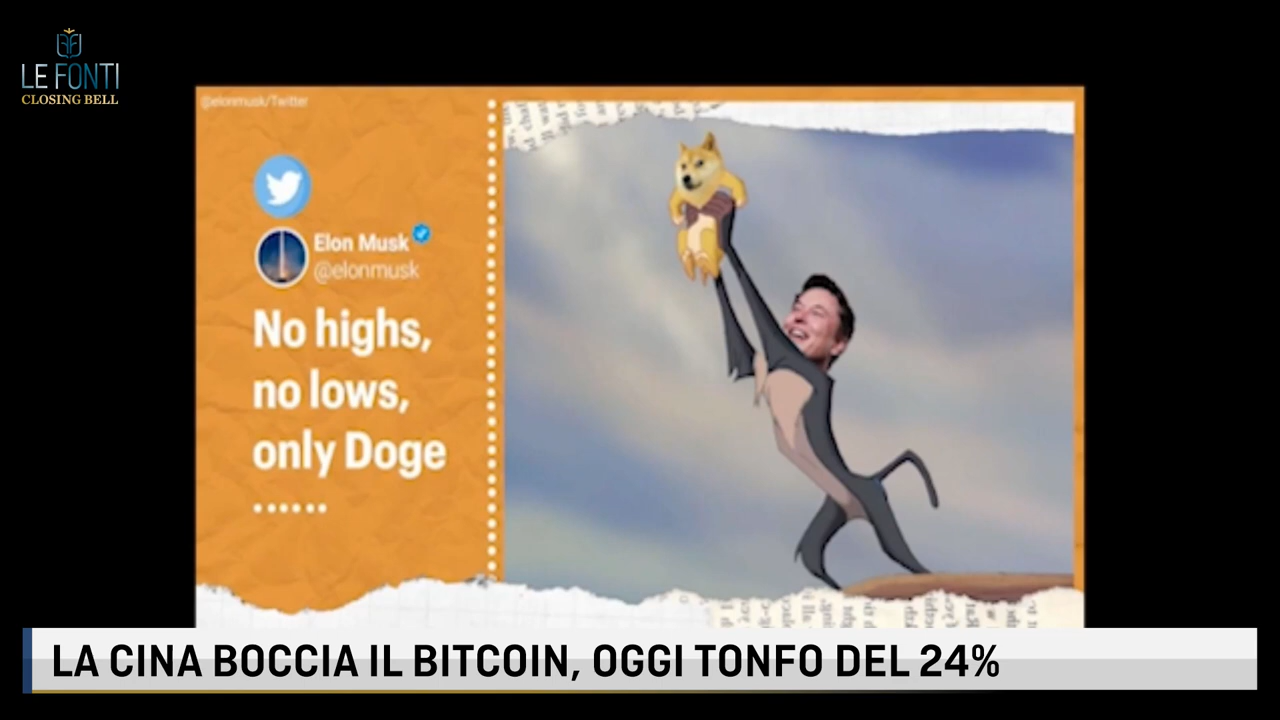 LE FONTI
CLOSING BELL
@elonmusk/Twitter
Elon Musk
@elonmusk
No highs,
no lows,
only Doge
LA CINA BOCCIA IL BITCOIN, OGGI TONFO DEL 24%